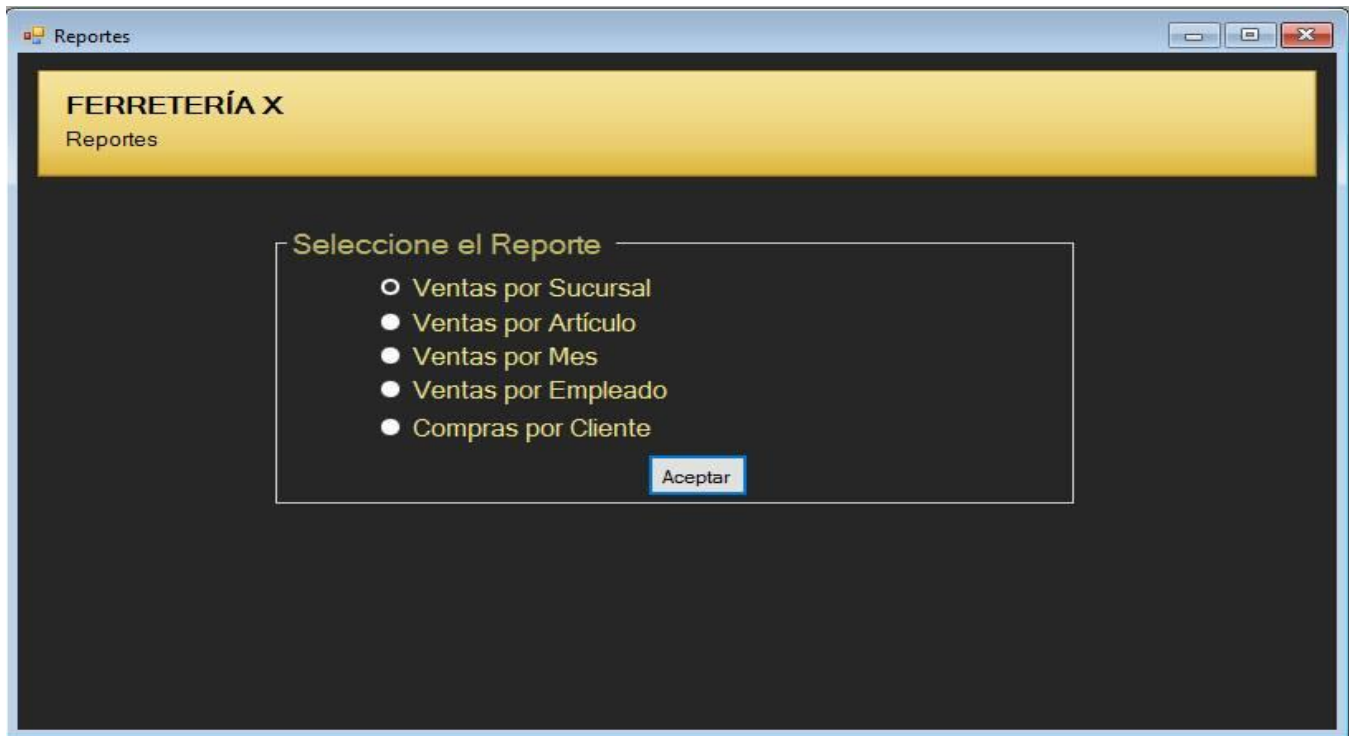 Reportes
FERRETERÍA X
Reportes
Seleccione el Reporte
Ventas por Sucursal
Ventas por Artículo
Ventas por Mes
Ventas por Empleado
Compras por Cliente
Aceptar